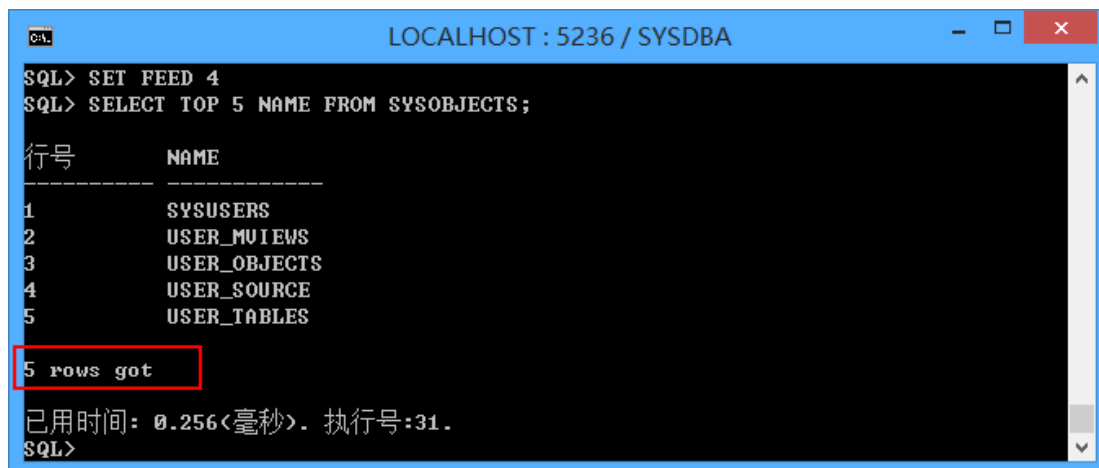 LOCALHOST : 5236 / SYSDBA
SQL> SET FEED 4
SQL> SELECT TOP 5 NAME FROM SYSOBJECTS;
行号 NAME
---------- ------------
1 SYSUSERS
2 USER_MVIEWS
3 USER_OBJECTS
4 USER_SOURCE
5 USER_TABLES
5 rows got
已用时间: 0.256<毫秒>. 执行号:31.
SQL>